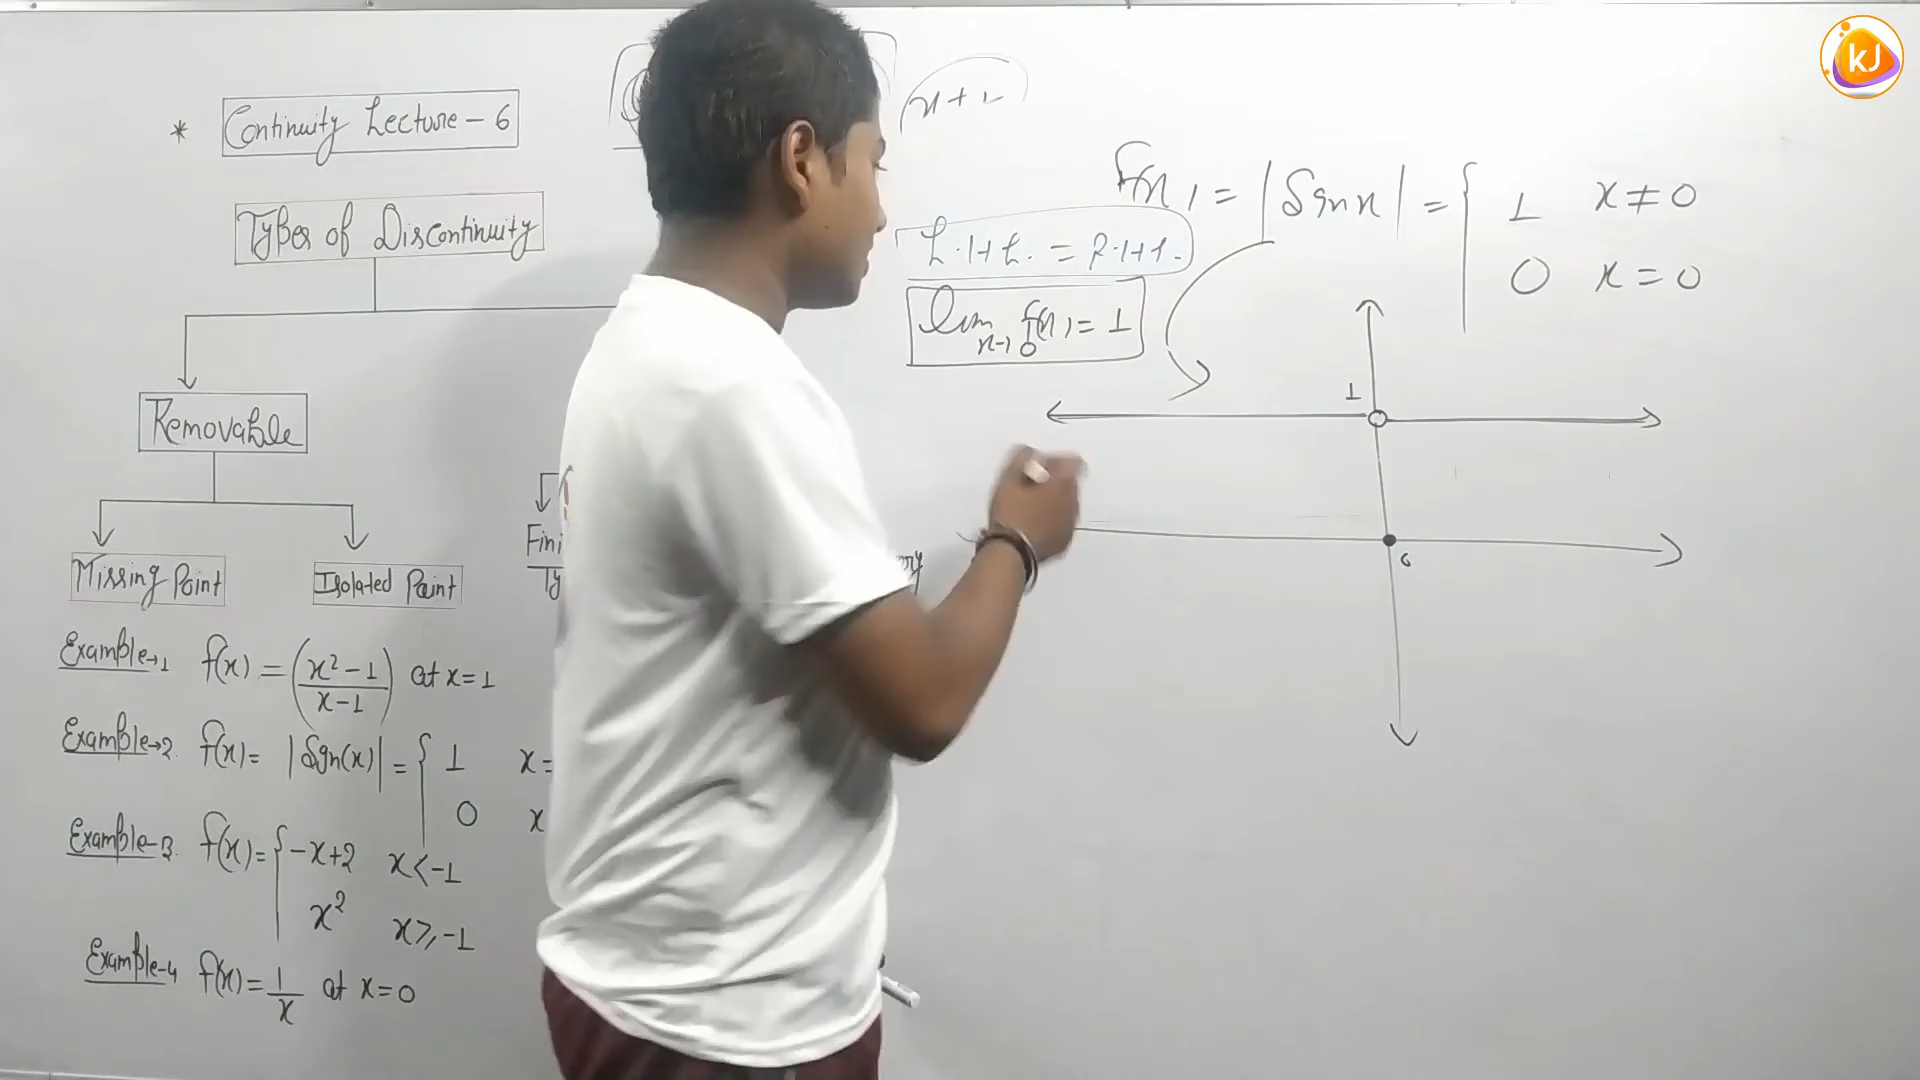 * Continuity Lecture - 6
Types of Discontinuity
Removable
Missing Point
Isolated Point
Example→1 f(x) = (x² - 1 / x - 1) at x = 1
Example→2. f(x) = |Sgn(x)| = { 1 x =
0 x
Example-3. f(x) = { -x+2 x < -1
x² x ⩾ -1
Example-4 f(x) = 1/x at x = 0
x + 1
f(x) = |Sgn x| = { 1 x ≠ 0
0 x = 0
L.H.L. = R.H.L.
lim x→0 f(x) = 1
1
0
KJ